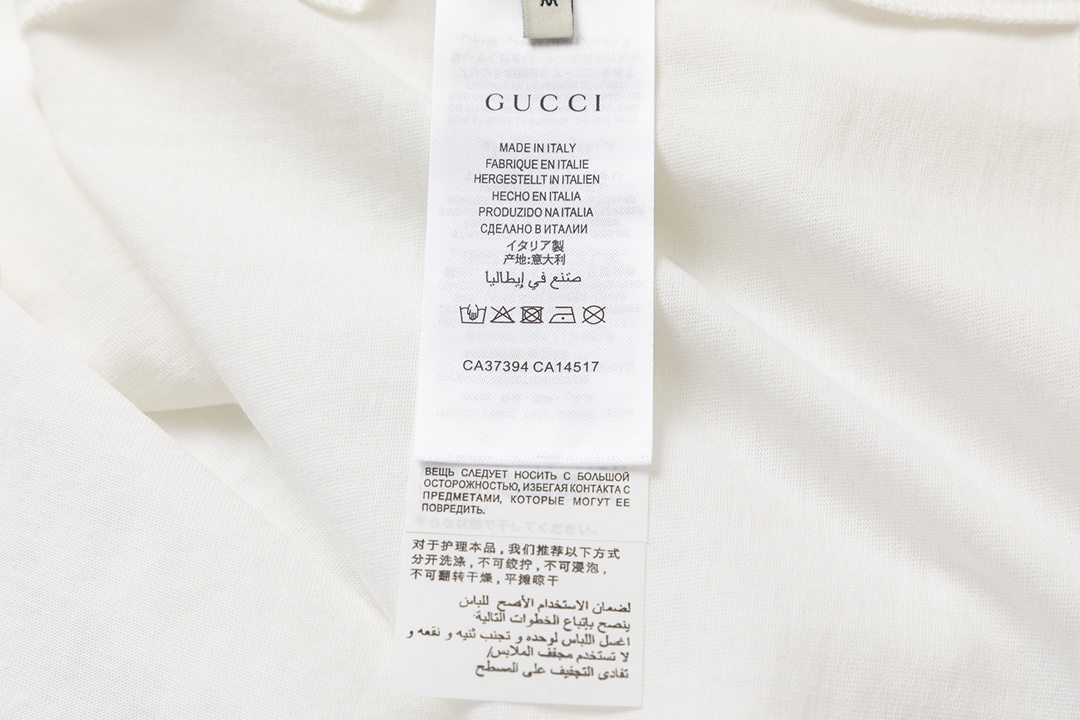 M
GUCCI
MADE IN ITALY
FABRIQUE EN ITALIE
HERGESTELLT IN ITALIEN
HECHO EN ITALIA
PRODUZIDO NA ITALIA
СДЕЛАНО В ИТАЛИИ
イタリア製
产地:意大利
صنع في إيطاليا
CA37394 CA14517
ВЕЩЬ СЛЕДУЕТ НОСИТЬ С БОЛЬШОЙ
ОСТОРОЖНОСТЬЮ, ИЗБЕГАЯ КОНТАКТА С
ПРЕДМЕТАМИ, КОТОРЫЕ МОГУТ ЕЕ
ПОВРЕДИТЬ.
对于护理本品，我们推荐以下方式
分开洗涤，不可绞拧，不可浸泡，
不可翻转干燥，平摊晾干
لضمان الاستخدام الأصح للباس
ينصح بإتباع الخطوات التالية:
اغسل اللباس لوحده و تجنب ثنيه و نقعه و
لا تستخدم مجفف الملابس/
تفادى التجفيف على المسطح